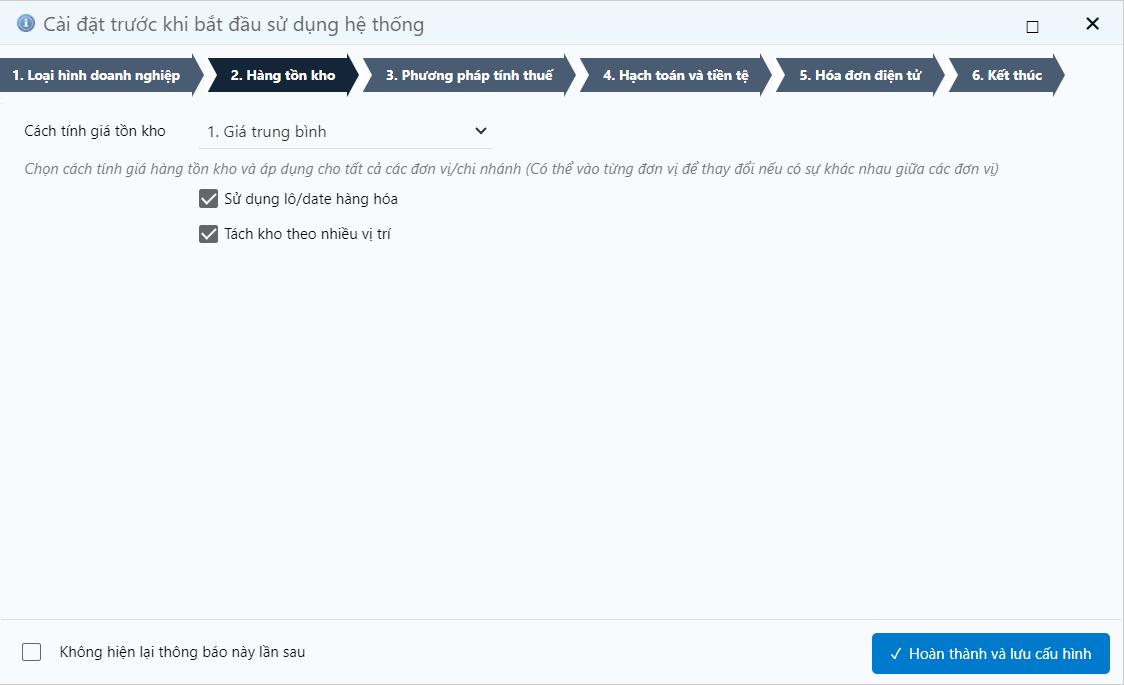 Cài đặt trước khi bắt đầu sử dụng hệ thống
1. Loại hình doanh nghiệp 2. Hàng tồn kho 3. Phương pháp tính thuế 4. Hạch toán và tiền tệ 5. Hóa đơn điện tử 6. Kết thúc
Cách tính giá tồn kho 1. Giá trung bình
Chọn cách tính giá hàng tồn kho và áp dụng cho tất cả các đơn vị/chi nhánh (Có thể vào từng đơn vị để thay đổi nếu có sự khác nhau giữa các đơn vị)
Sử dụng lô/date hàng hóa
Tách kho theo nhiều vị trí
Không hiện lại thông báo này lần sau ✓ Hoàn thành và lưu cấu hình